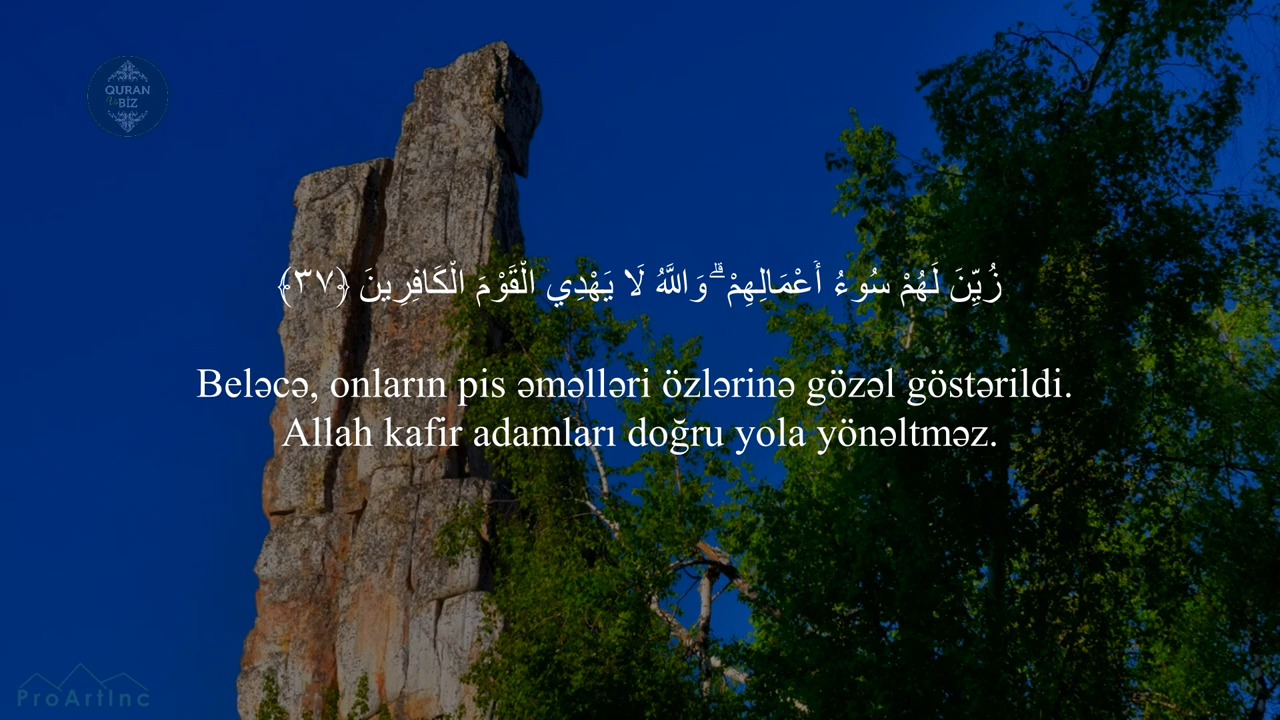 QURAN
Və BİZ
زُيِّنَ لَهُمْ سُوءُ أَعْمَالِهِمْ ۗ وَاللَّهُ لَا يَهْدِي الْقَوْمَ الْكَافِرِينَ ﴿٣٧﴾
Beləcə, onların pis əməlləri özlərinə gözəl göstərildi.
Allah kafir adamları doğru yola yönəltməz.
ProArtInc